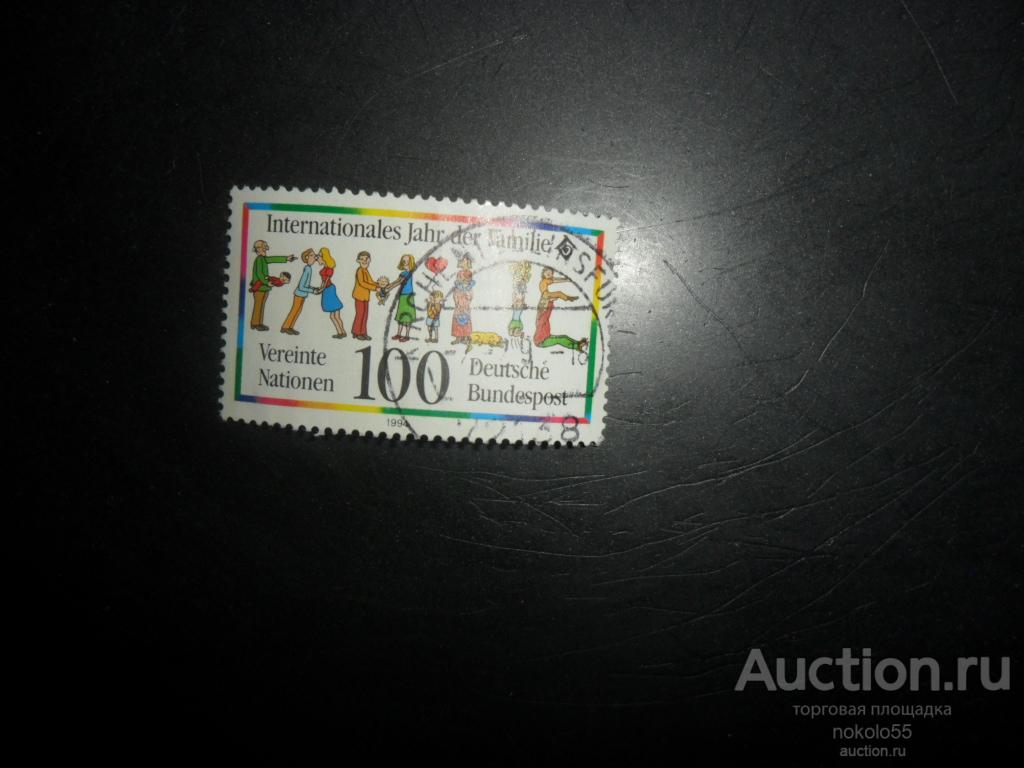 Internationales Jahr der Familie
Vereinte
Nationen
100
Deutsche
Bundespost
1994
Auction.ru
торговая площадка
nokolo55
auction.ru